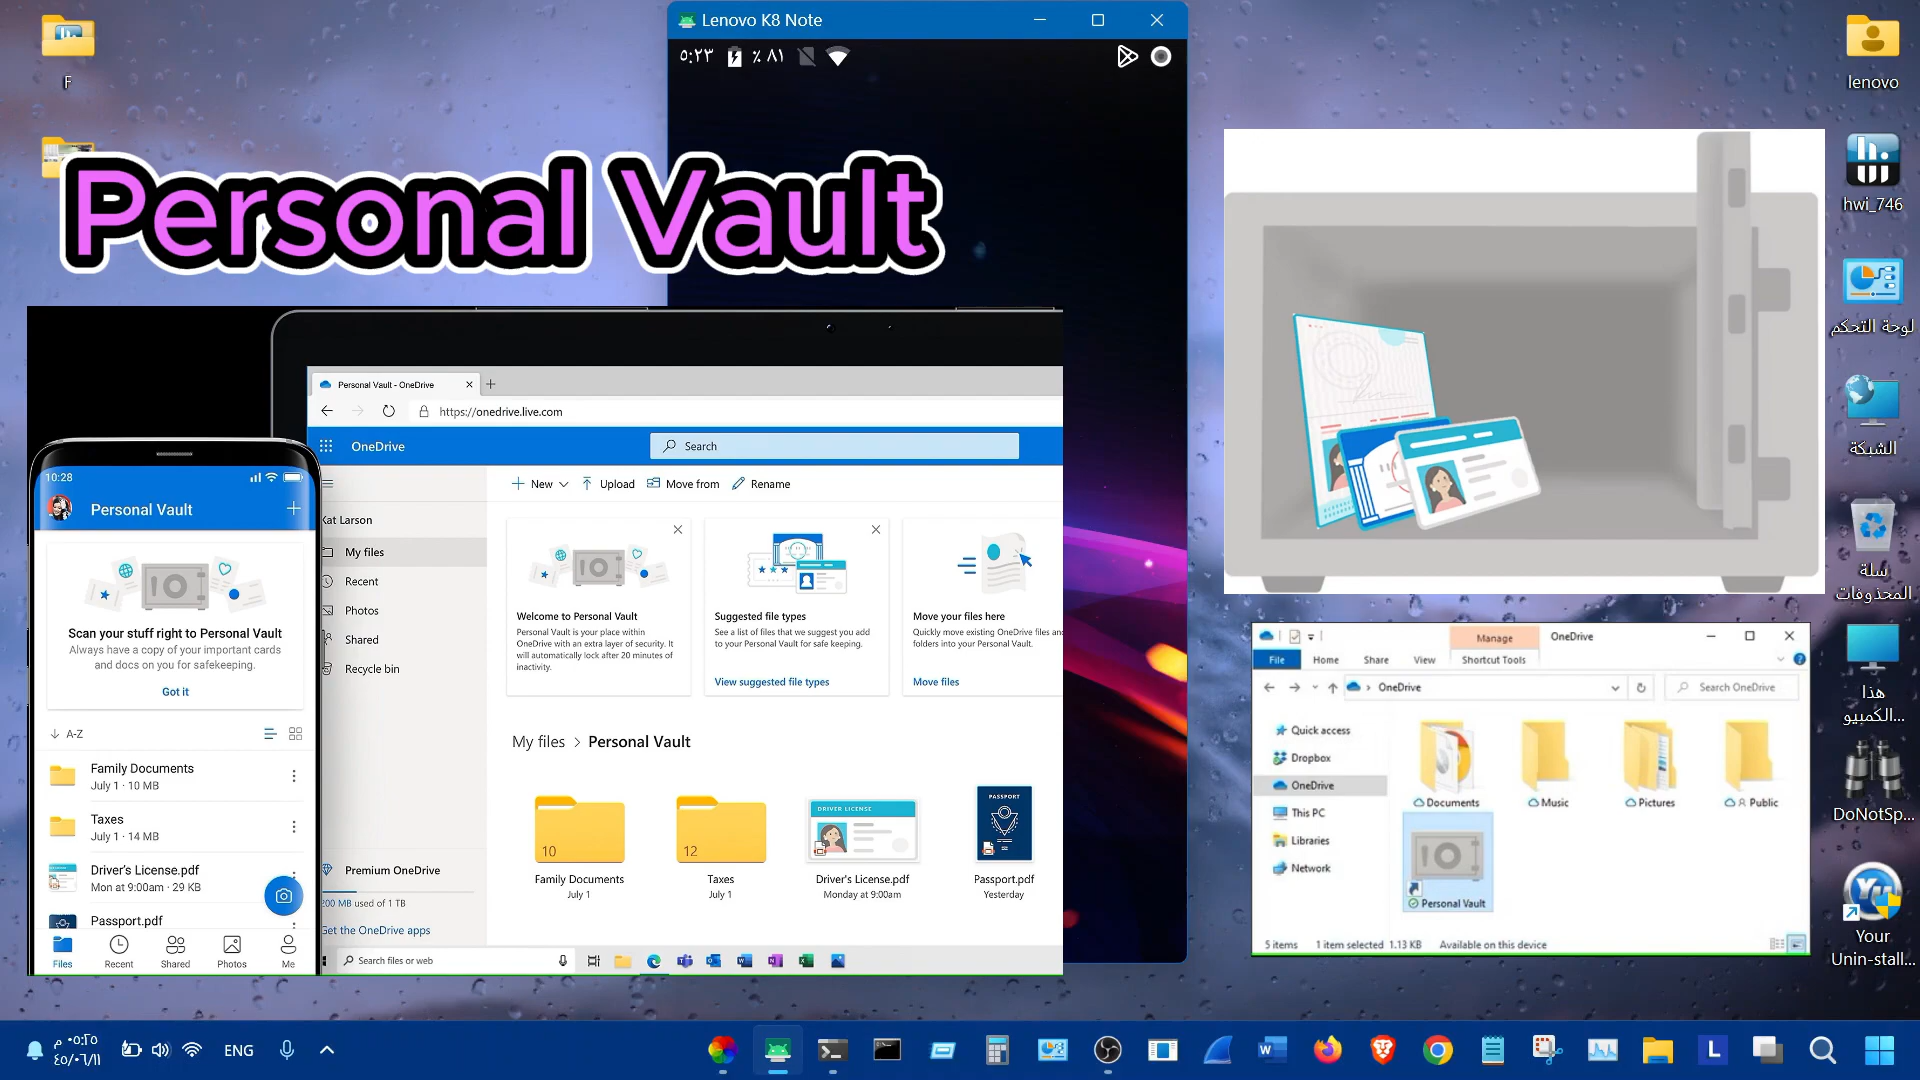 F
Lenovo K8 Note
٥:٢٣
٪ ٨١
Personal Vault
lenovo
hwi_746
لوحة التحكم
الشبكة
سلة
المحذوفات
هذا
الكمبيو...
DoNotSp...
Your
Unin-stall...
10:28
Personal Vault
Scan your stuff right to Personal Vault
Always have a copy of your important cards
and docs on you for safekeeping.
Got it
A-Z
Family Documents
July 1 · 10 MB
Taxes
July 1 · 14 MB
Driver's License.pdf
Mon at 9:00am · 29 KB
Passport.pdf
Files
Recent
Shared
Photos
Me
Personal Vault - OneDrive
https://onedrive.live.com
OneDrive
Search
New
Upload
Move from
Rename
Kat Larson
My files
Recent
Photos
Shared
Recycle bin
Premium OneDrive
200 MB used of 1 TB
Get the OneDrive apps
Welcome to Personal Vault
Personal Vault is your place within
OneDrive with an extra layer of security. It
will automatically lock after 20 minutes of
inactivity.
Suggested file types
See a list of files that we suggest you add
to your Personal Vault for safe keeping.
View suggested file types
Move your files here
Quickly move existing OneDrive files and
folders into your Personal Vault.
Move files
My files > Personal Vault
10
Family Documents
July 1
12
Taxes
July 1
DRIVER LICENSE
Driver's License.pdf
Monday at 9:00am
PASSPORT
Passport.pdf
Yesterday
Search files or web
Manage
OneDrive
File
Home
Share
View
Shortcut Tools
OneDrive
Search OneDrive
Quick access
Dropbox
OneDrive
This PC
Libraries
Network
Documents
Music
Pictures
Public
Personal Vault
5 items
1 item selected 1.13 KB
Available on this device
٠٥:٢٥ م
٤٥/٠٦/١١
ENG